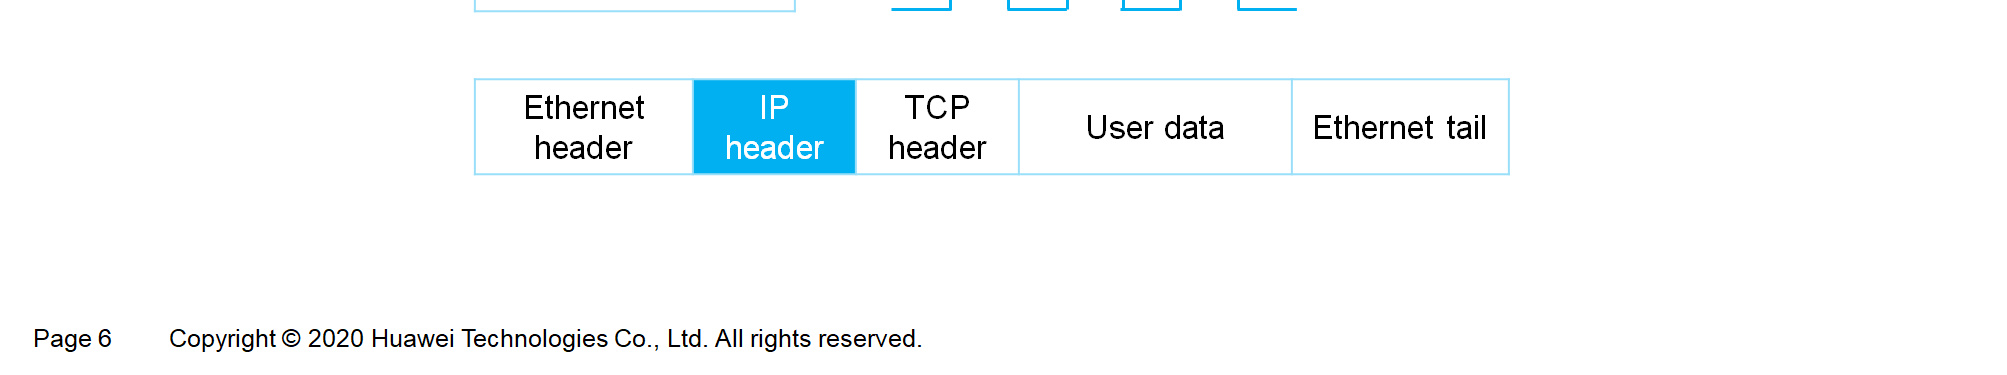 Ethernet header
IP header
TCP header
User data
Ethernet tail
Page 6
Copyright © 2020 Huawei Technologies Co., Ltd. All rights reserved.